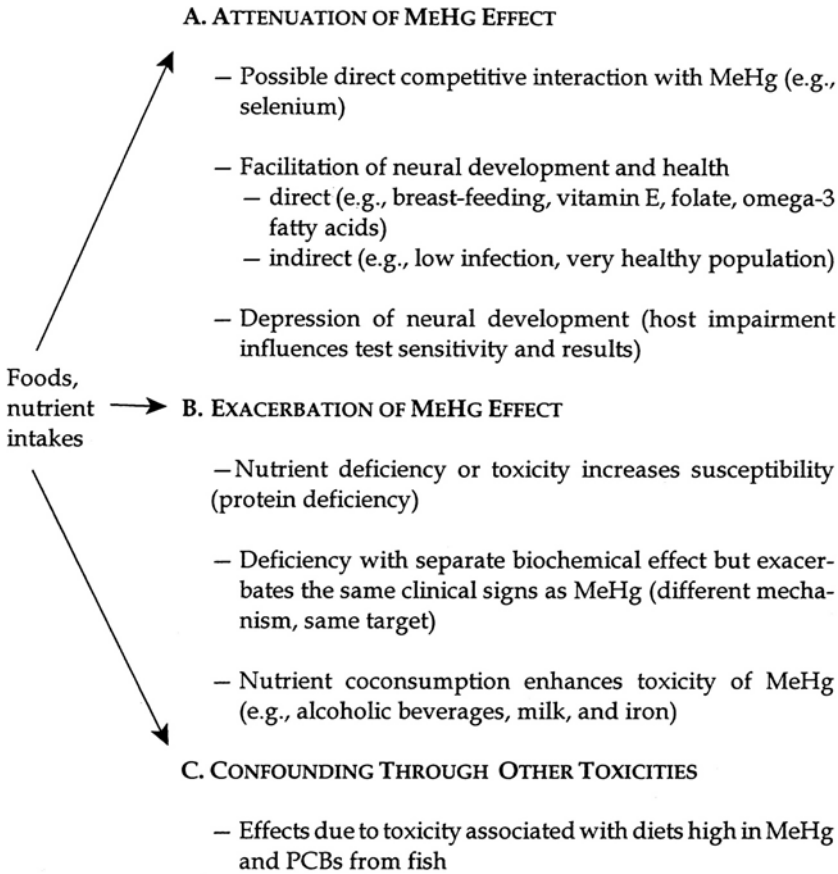 A. ATTENUATION OF MEHG EFFECT
– Possible direct competitive interaction with MeHg (e.g.,
selenium)
– Facilitation of neural development and health
– direct (e.g., breast-feeding, vitamin E, folate, omega-3
fatty acids)
– indirect (e.g., low infection, very healthy population)
– Depression of neural development (host impairment
influences test sensitivity and results)
Foods,
nutrient
intakes
B. EXACERBATION OF MEHG EFFECT
–Nutrient deficiency or toxicity increases susceptibility
(protein deficiency)
– Deficiency with separate biochemical effect but exacer-
bates the same clinical signs as MeHg (different mecha-
nism, same target)
– Nutrient coconsumption enhances toxicity of MeHg
(e.g., alcoholic beverages, milk, and iron)
C. CONFOUNDING THROUGH OTHER TOXICITIES
– Effects due to toxicity associated with diets high in MeHg
and PCBs from fish